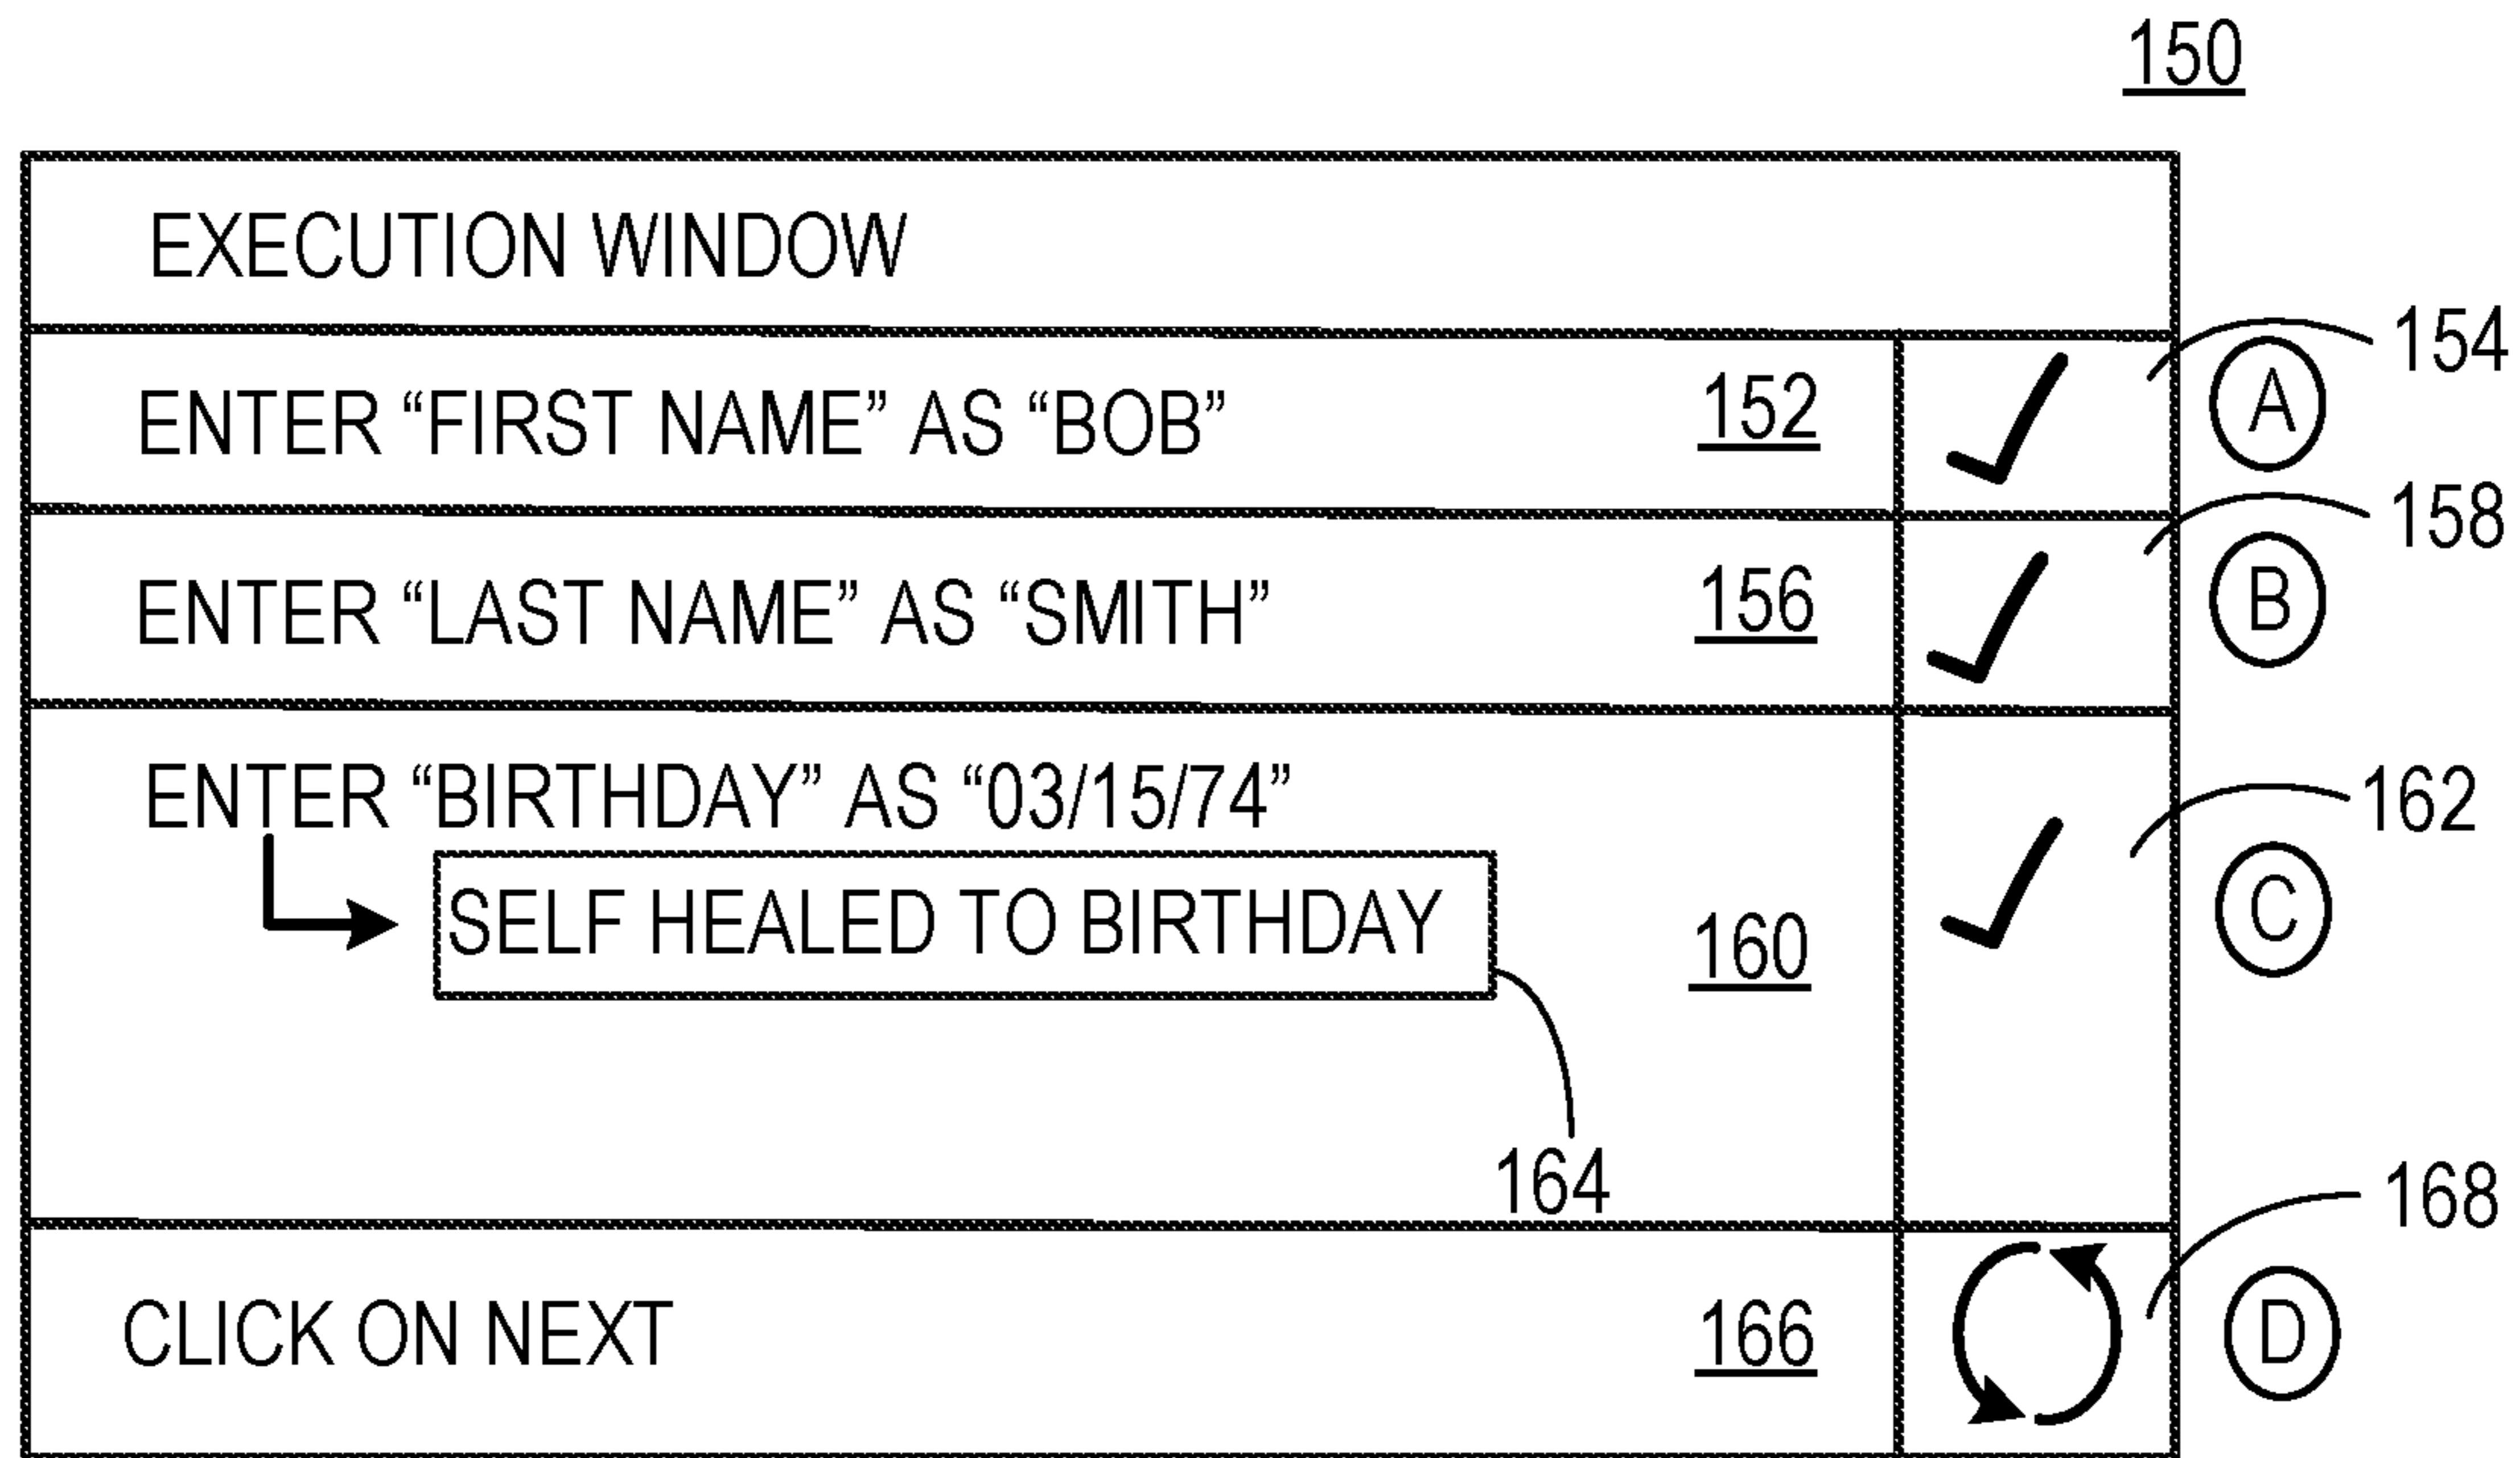 150
EXECUTION WINDOW
154
ENTER “FIRST NAME” AS “BOB” 152 A
158
ENTER “LAST NAME” AS “SMITH” 156 B
ENTER “BIRTHDAY” AS “03/15/74” 162
SELF HEALED TO BIRTHDAY 160 C
164 168
CLICK ON NEXT 166 D